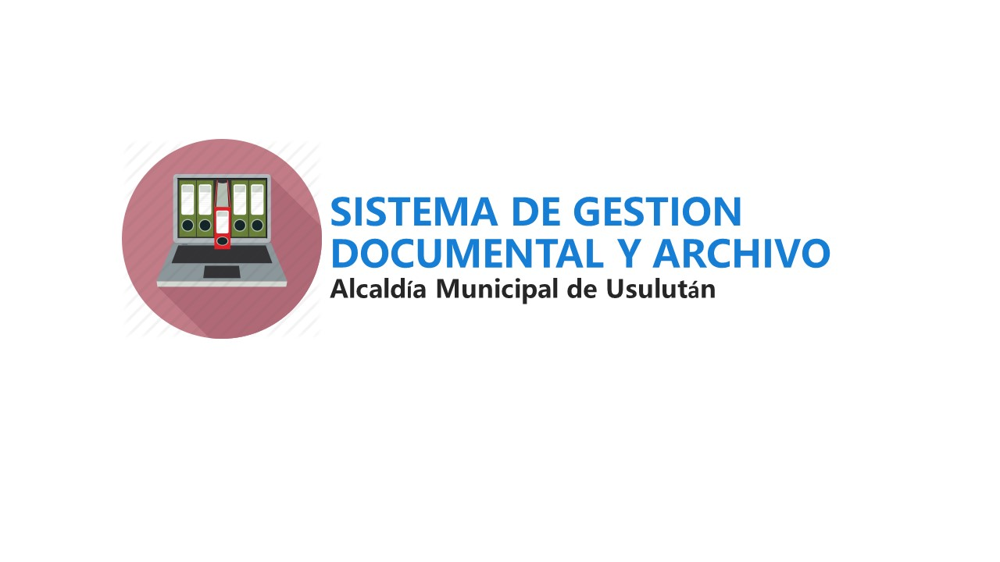 SISTEMA DE GESTION
DOCUMENTAL Y ARCHIVO
Alcaldía Municipal de Usulután